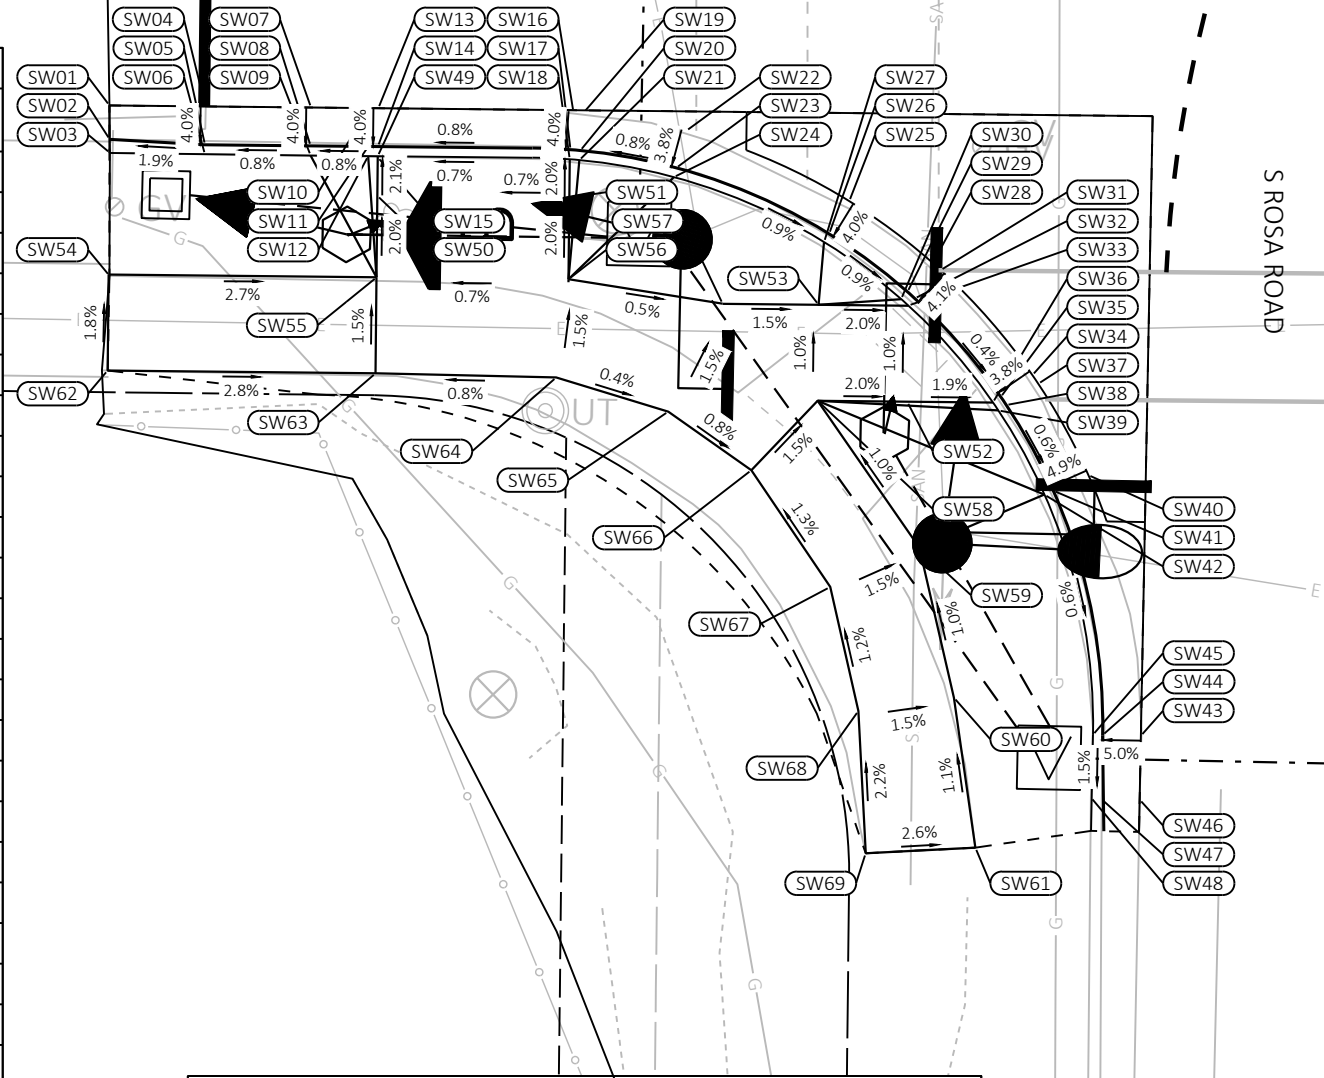 SW04 SW07 SW13 SW16 SW19
SW05 SW08 SW14 SW17 SW20
SW01 SW06 SW09 SW49 SW18 SW21 SW22 SW27
SW02 SW23 SW26
SW03 SW24 SW25 SW30
4.0% 4.0% 4.0% 0.8% 4.0% 0.8% 3.8%
SW29
1.9% 0.8% 0.8% 2.1% 0.7% 0.7% 2.0%
SW10 SW51 SW28 SW31
GV SW11 SW15 SW57 SW32
G 2.0% 2.0% 0.9% 4.0%
SW54 SW12 SW50 SW56 SW33
SW53 0.9% SW36
2.7% 0.7% 0.5% 4.1%
SW35
1.8% SW55 1.5% 1.5% 1.5% 2.0%
E
SW34
1.0% 1.0% 0.4%
1.5% 3.8% SW37
SW62 2.8% 0.8% 0.4% 2.0% 1.9% SW38
UT
SW63 0.8% SW39
SW64 1.5% 1.0% SW52 0.6% 4.9%
SW65
SAN
SW58 SW40
1.3%
SW66 SW41
SW42
G 1.5% SW59 0.6% E
SW67 1.2% 1.0%
SW45
G SW44
1.5% SW43
S
SW68 SW60 5.0%
G 2.2% 1.1% 1.5%
2.6% SW46
SW47
SW69 SW61 SW48
G
G
S ROSA ROAD